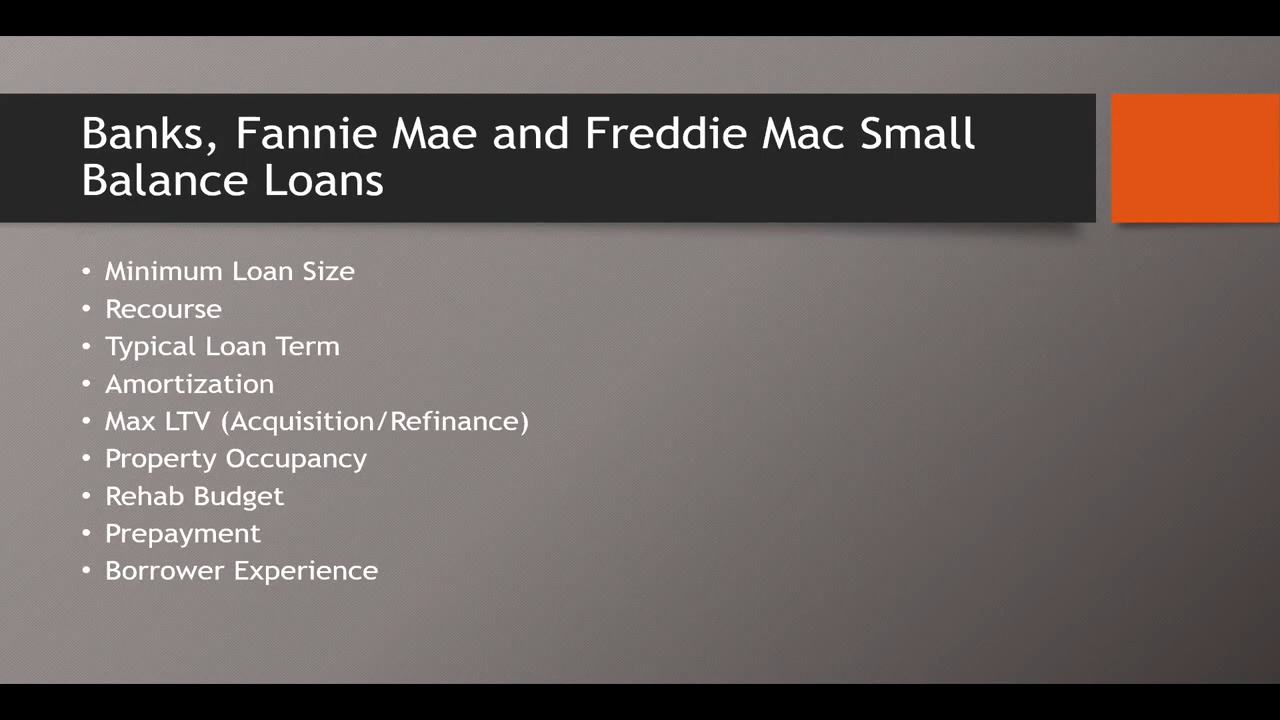 Banks, Fannie Mae and Freddie Mac Small
Balance Loans
• Minimum Loan Size
• Recourse
• Typical Loan Term
• Amortization
• Max LTV (Acquisition/Refinance)
• Property Occupancy
• Rehab Budget
• Prepayment
• Borrower Experience